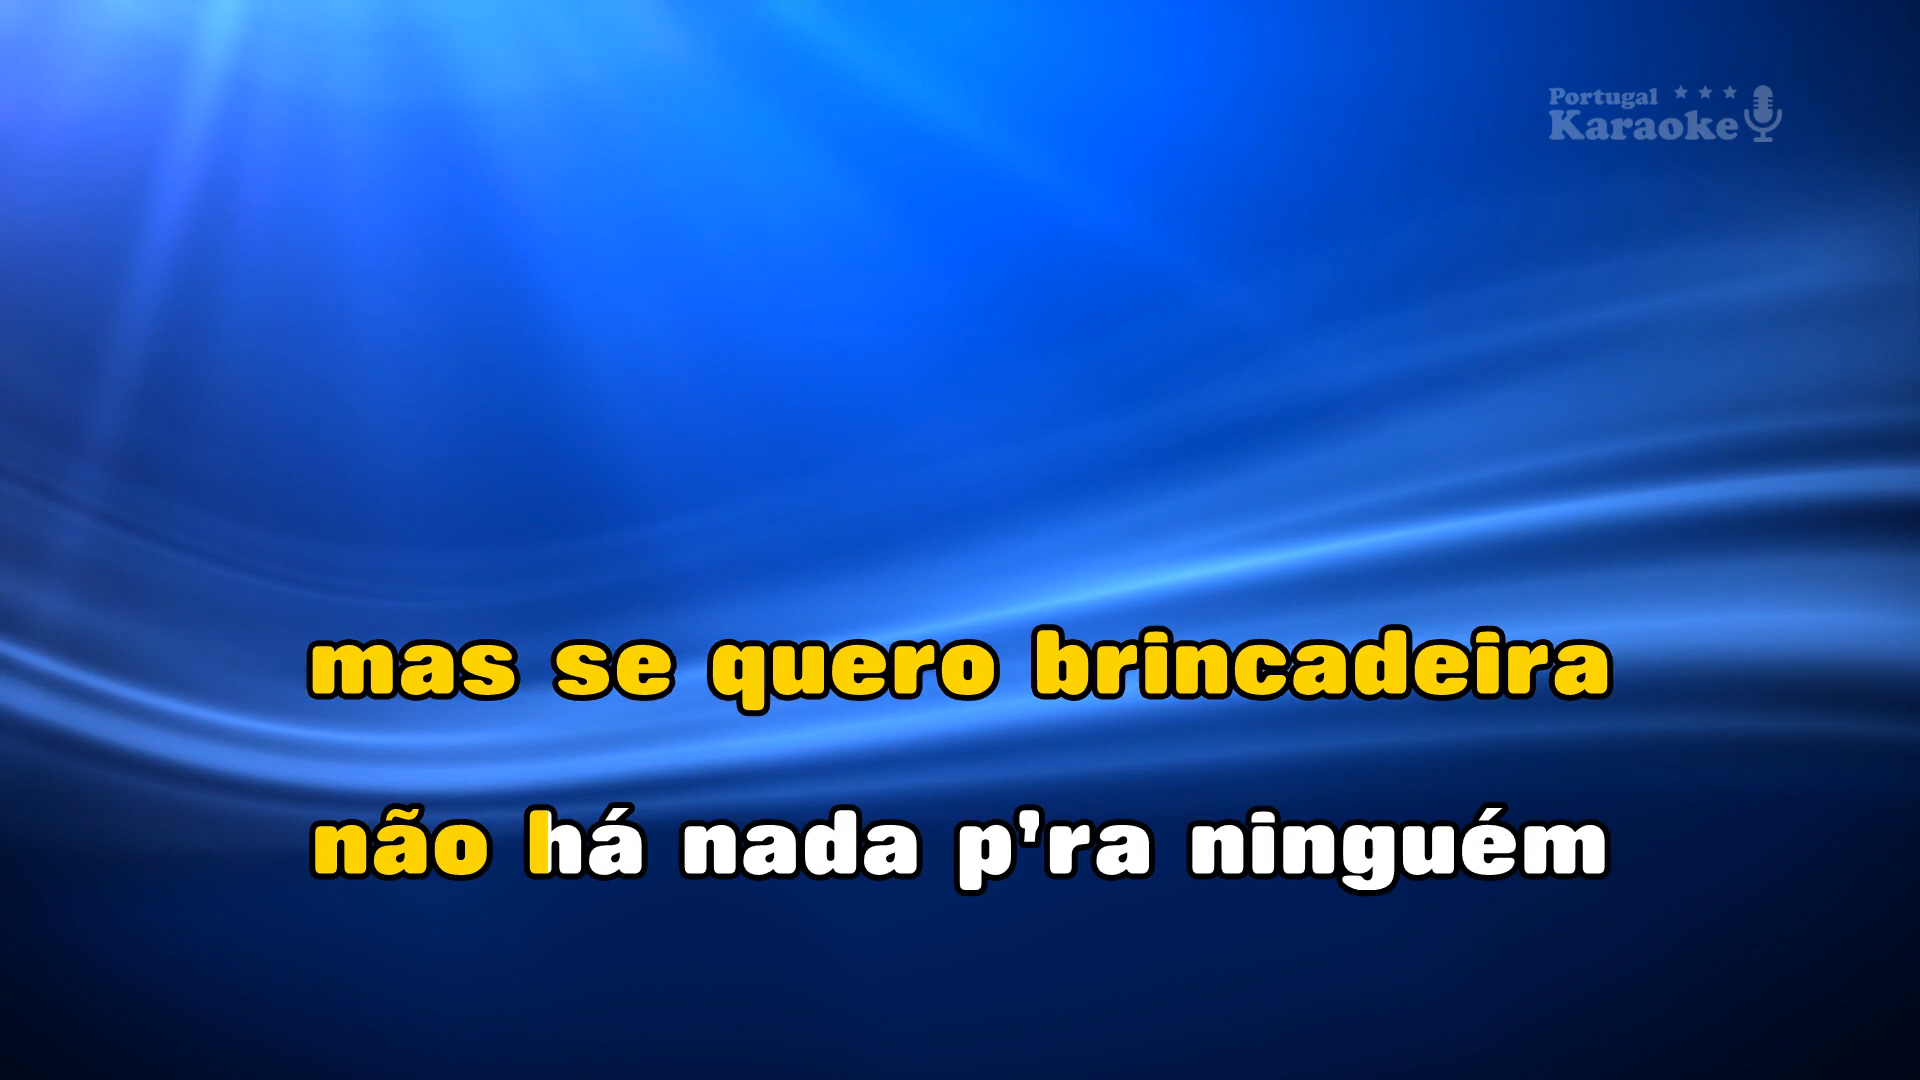 Portugal
Karaoke
mas se quero brincadeira
não há nada p'ra ninguém